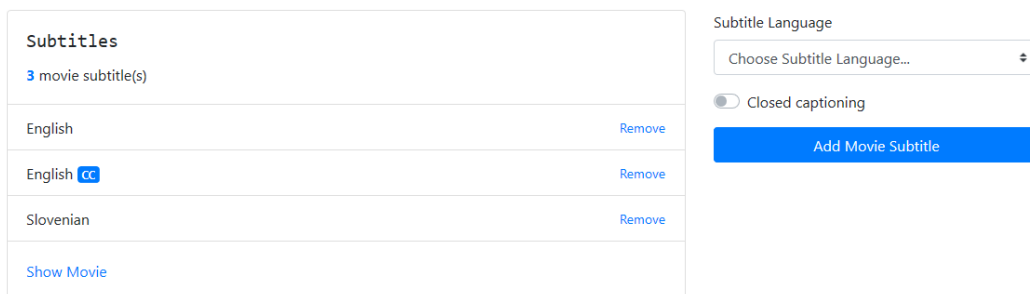 Subtitles
3 movie subtitle(s)
English Remove
English CC Remove
Slovenian Remove
Show Movie
Subtitle Language
Choose Subtitle Language...
Closed captioning
Add Movie Subtitle